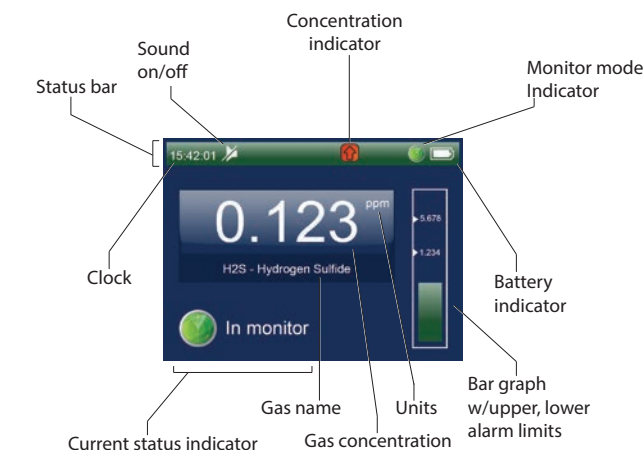 Concentration
indicator
Sound
on/off
Monitor mode
Indicator
Status bar
15:42:01
0.123
ppm
5.678
1.234
H2S - Hydrogen Sulfide
Clock
Battery
indicator
In monitor
Gas name
Units
Bar graph
w/upper, lower
alarm limits
Current status indicator
Gas concentration